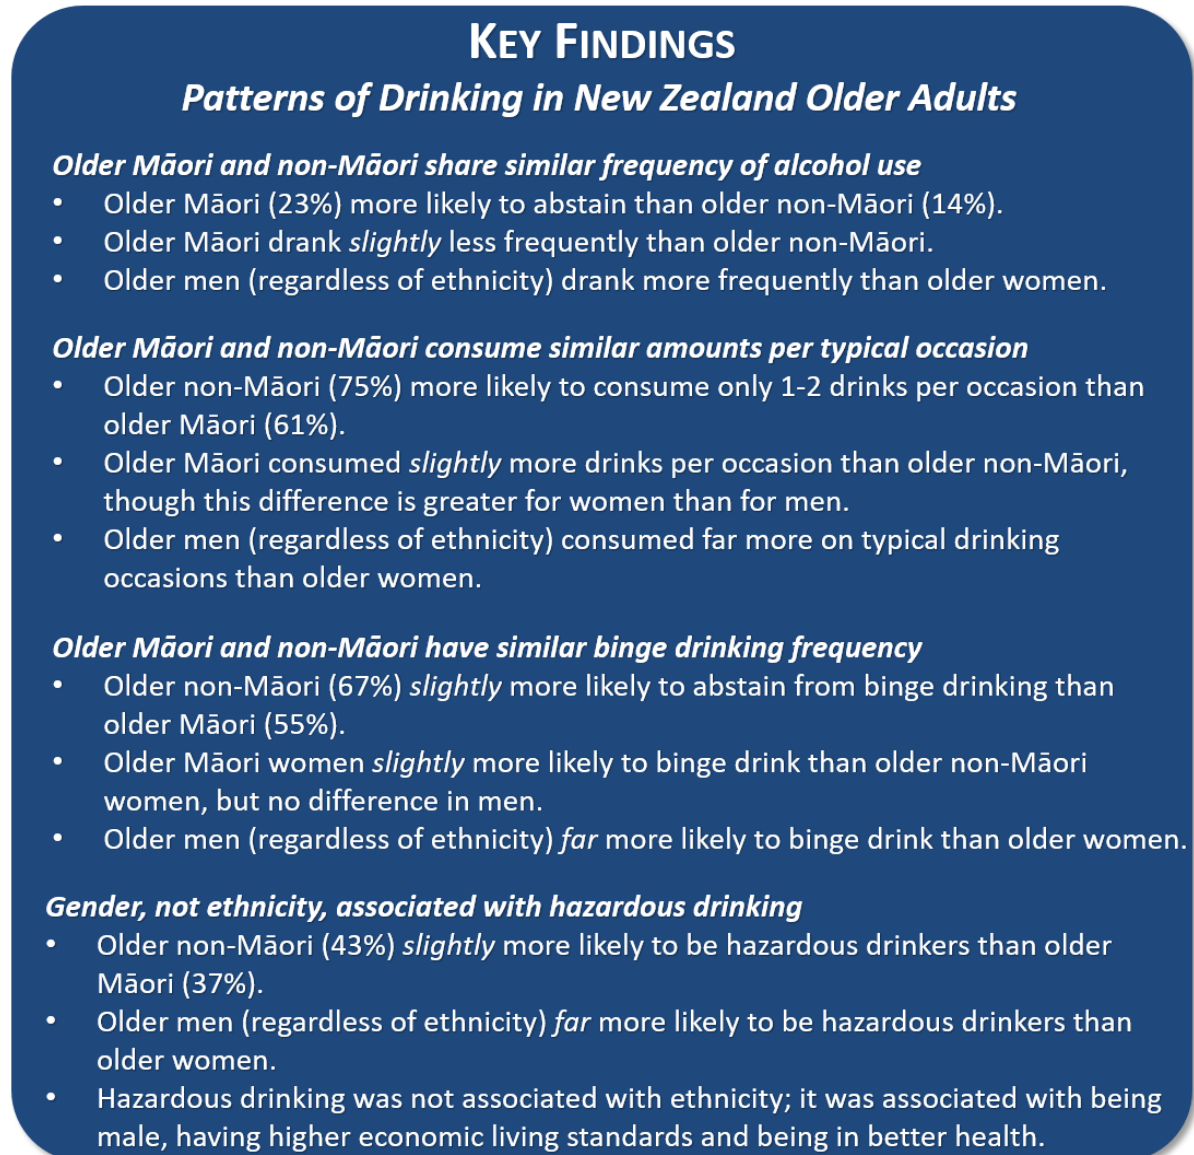 KEY FINDINGS
Patterns of Drinking in New Zealand Older Adults
Older Māori and non-Māori share similar frequency of alcohol use
• Older Māori (23%) more likely to abstain than older non-Māori (14%).
• Older Māori drank slightly less frequently than older non-Māori.
• Older men (regardless of ethnicity) drank more frequently than older women.
Older Māori and non-Māori consume similar amounts per typical occasion
• Older non-Māori (75%) more likely to consume only 1-2 drinks per occasion than
older Māori (61%).
• Older Māori consumed slightly more drinks per occasion than older non-Māori,
though this difference is greater for women than for men.
• Older men (regardless of ethnicity) consumed far more on typical drinking
occasions than older women.
Older Māori and non-Māori have similar binge drinking frequency
• Older non-Māori (67%) slightly more likely to abstain from binge drinking than
older Māori (55%).
• Older Māori women slightly more likely to binge drink than older non-Māori
women, but no difference in men.
• Older men (regardless of ethnicity) far more likely to binge drink than older women.
Gender, not ethnicity, associated with hazardous drinking
• Older non-Māori (43%) slightly more likely to be hazardous drinkers than older
Māori (37%).
• Older men (regardless of ethnicity) far more likely to be hazardous drinkers than
older women.
• Hazardous drinking was not associated with ethnicity; it was associated with being
male, having higher economic living standards and being in better health.